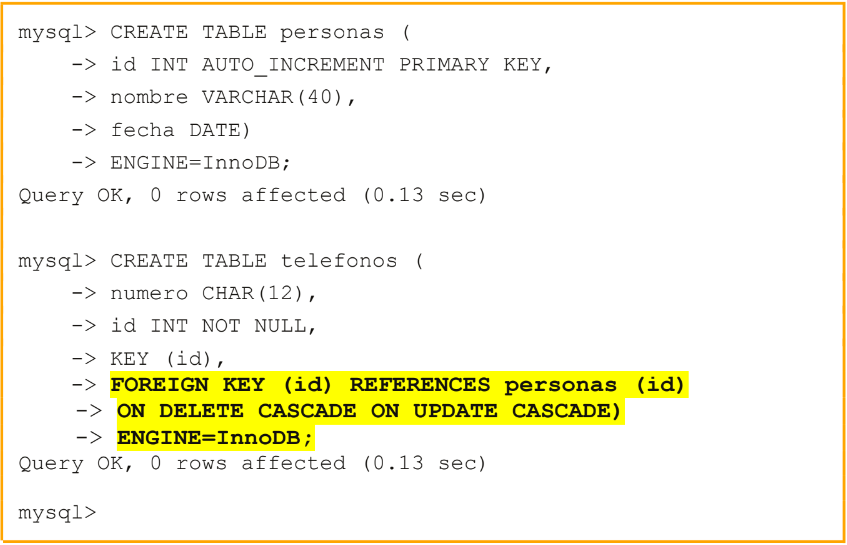 mysql> CREATE TABLE personas (
-> id INT AUTO_INCREMENT PRIMARY KEY,
-> nombre VARCHAR(40),
-> fecha DATE)
-> ENGINE=InnoDB;
Query OK, 0 rows affected (0.13 sec)
mysql> CREATE TABLE telefonos (
-> numero CHAR(12),
-> id INT NOT NULL,
-> KEY (id),
-> FOREIGN KEY (id) REFERENCES personas (id)
-> ON DELETE CASCADE ON UPDATE CASCADE)
-> ENGINE=InnoDB;
Query OK, 0 rows affected (0.13 sec)
mysql>